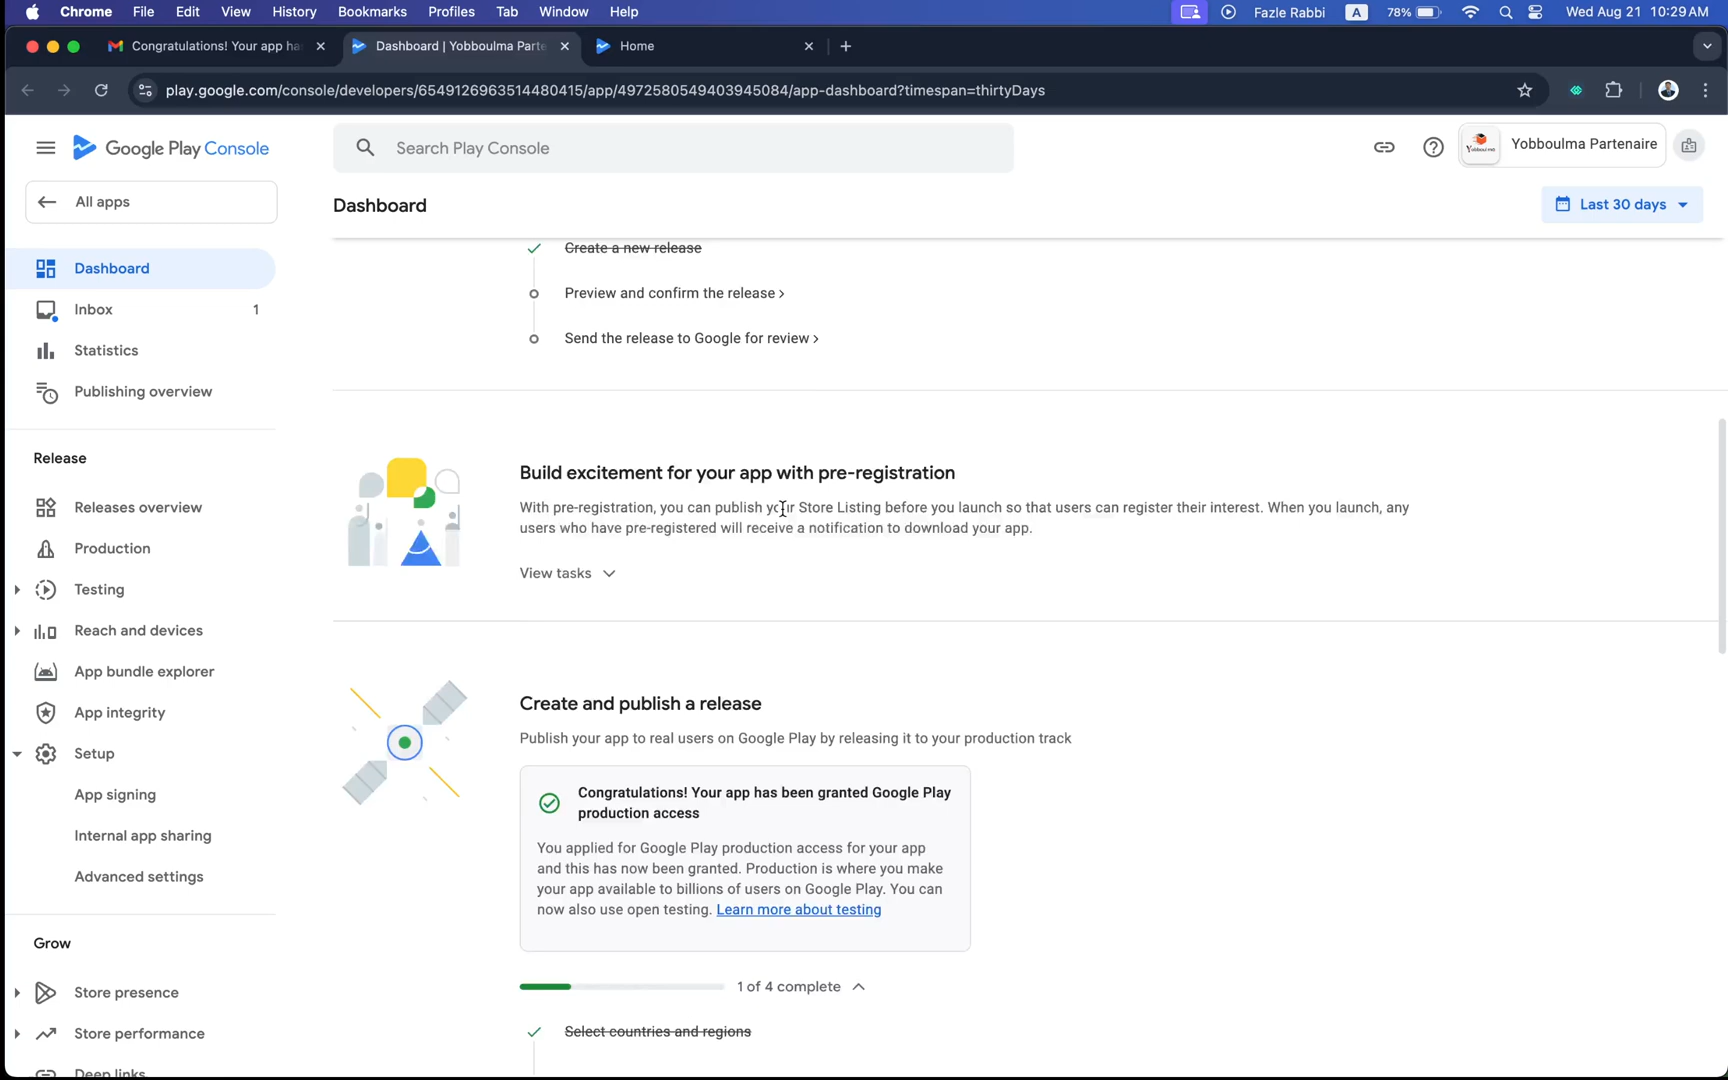 Chrome File Edit View History Bookmarks Profiles Tab Window Help Fazle Rabbi A 78% Wed Aug 21 10:29 AM
Congratulations! Your app ha Dashboard | Yobboulma Parte Home
play.google.com/console/developers/6549126963514480415/app/4972580549403945084/app-dashboard?timespan=thirtyDays
Google Play Console
Search Play Console
Yobboulma Partenaire
All apps
Dashboard
Last 30 days
Dashboard
Inbox 1
Statistics
Publishing overview
Release
Releases overview
Production
Testing
Reach and devices
App bundle explorer
App integrity
Setup
App signing
Internal app sharing
Advanced settings
Grow
Store presence
Store performance
Deep links
Create a new release
Preview and confirm the release >
Send the release to Google for review >
Build excitement for your app with pre-registration
With pre-registration, you can publish your Store Listing before you launch so that users can register their interest. When you launch, any
users who have pre-registered will receive a notification to download your app.
View tasks
Create and publish a release
Publish your app to real users on Google Play by releasing it to your production track
Congratulations! Your app has been granted Google Play
production access
You applied for Google Play production access for your app
and this has now been granted. Production is where you make
your app available to billions of users on Google Play. You can
now also use open testing. Learn more about testing
1 of 4 complete
Select countries and regions